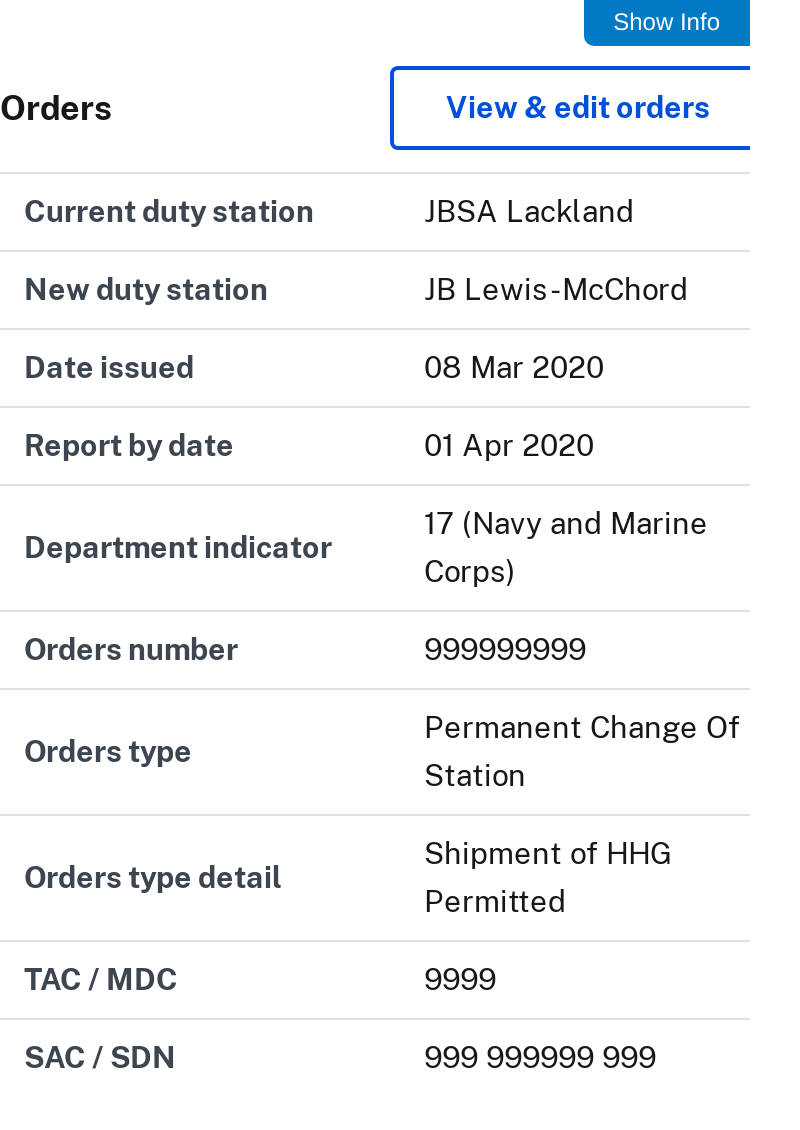 Show Info
Orders
View & edit orders
Current duty station
JBSA Lackland
New duty station
JB Lewis-McChord
Date issued
08 Mar 2020
Report by date
01 Apr 2020
Department indicator
17 (Navy and Marine
Corps)
Orders number
999999999
Orders type
Permanent Change Of
Station
Orders type detail
Shipment of HHG
Permitted
TAC / MDC
9999
SAC / SDN
999 999999 999